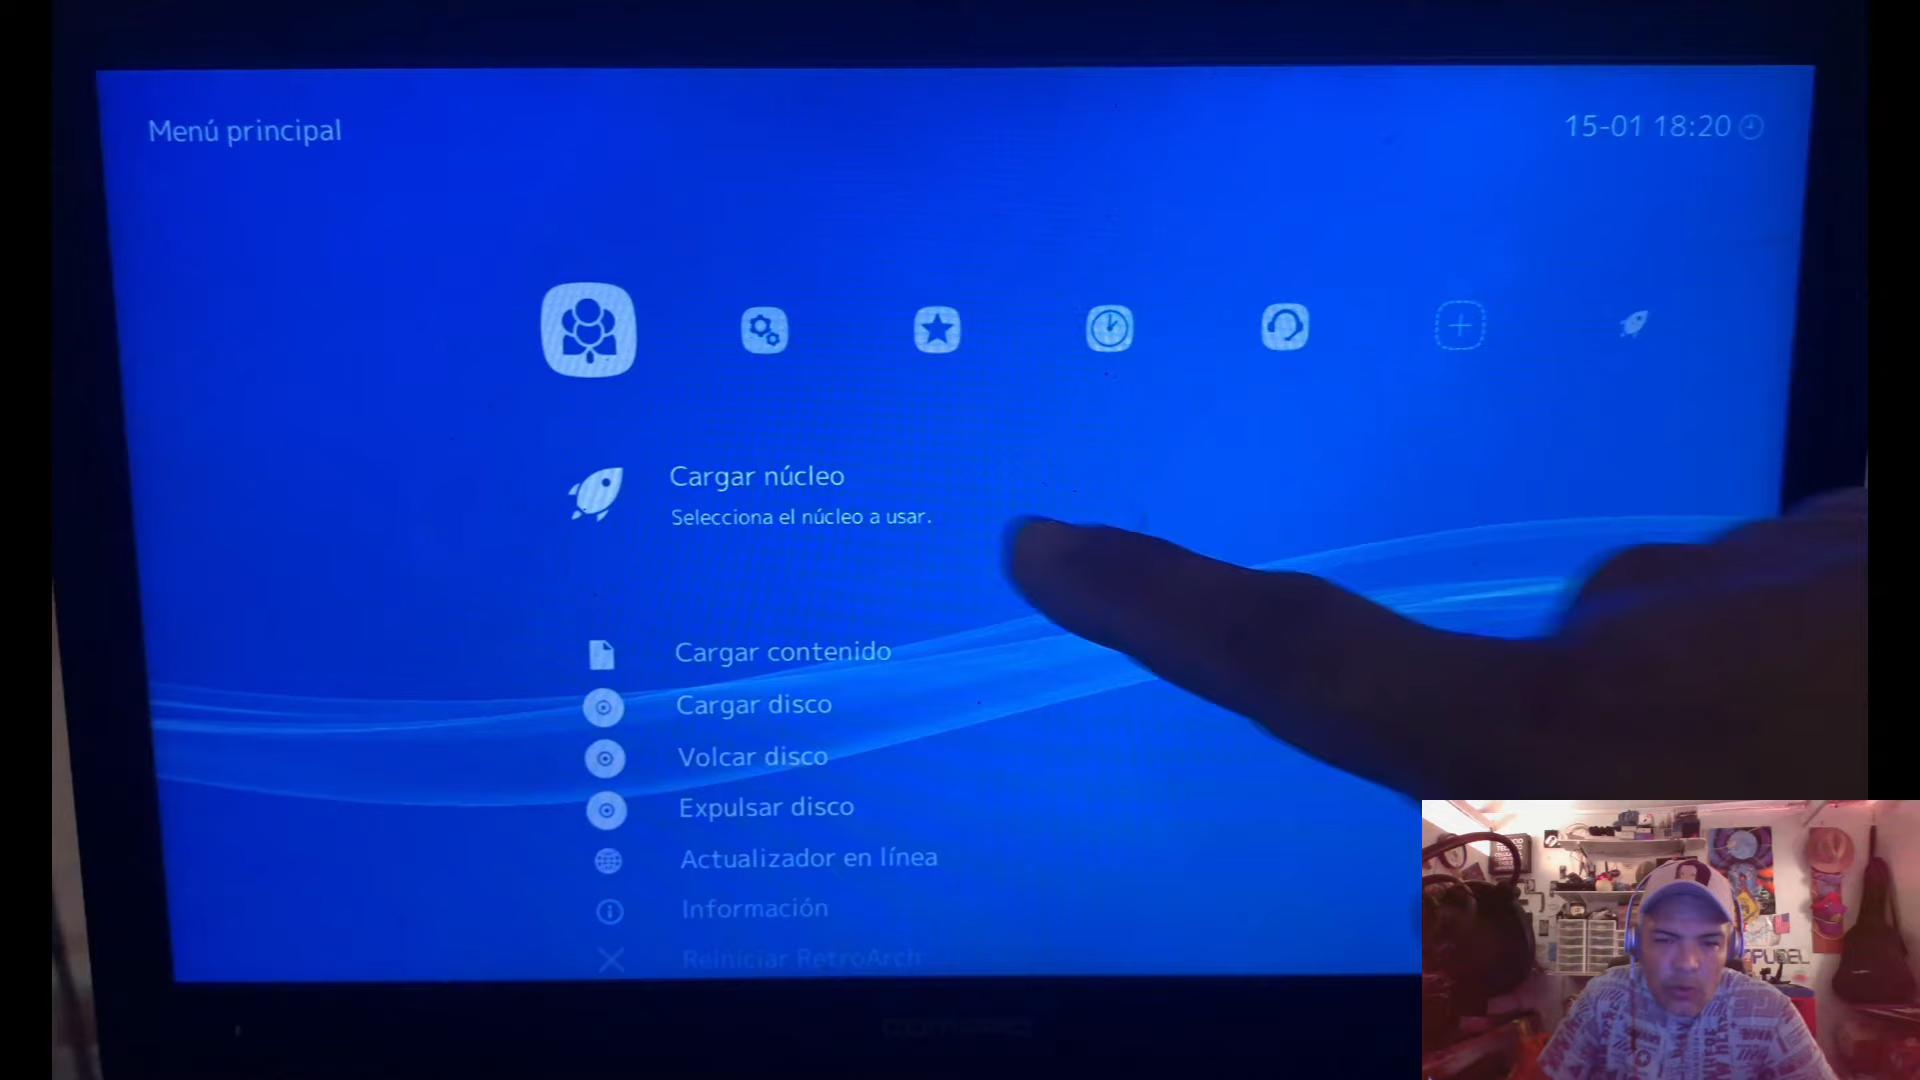 Menú principal
15-01 18:20
Cargar núcleo
Selecciona el núcleo a usar.
Cargar contenido
Cargar disco
Volcar disco
Expulsar disco
Actualizador en línea
Información
Reiniciar RetroArch